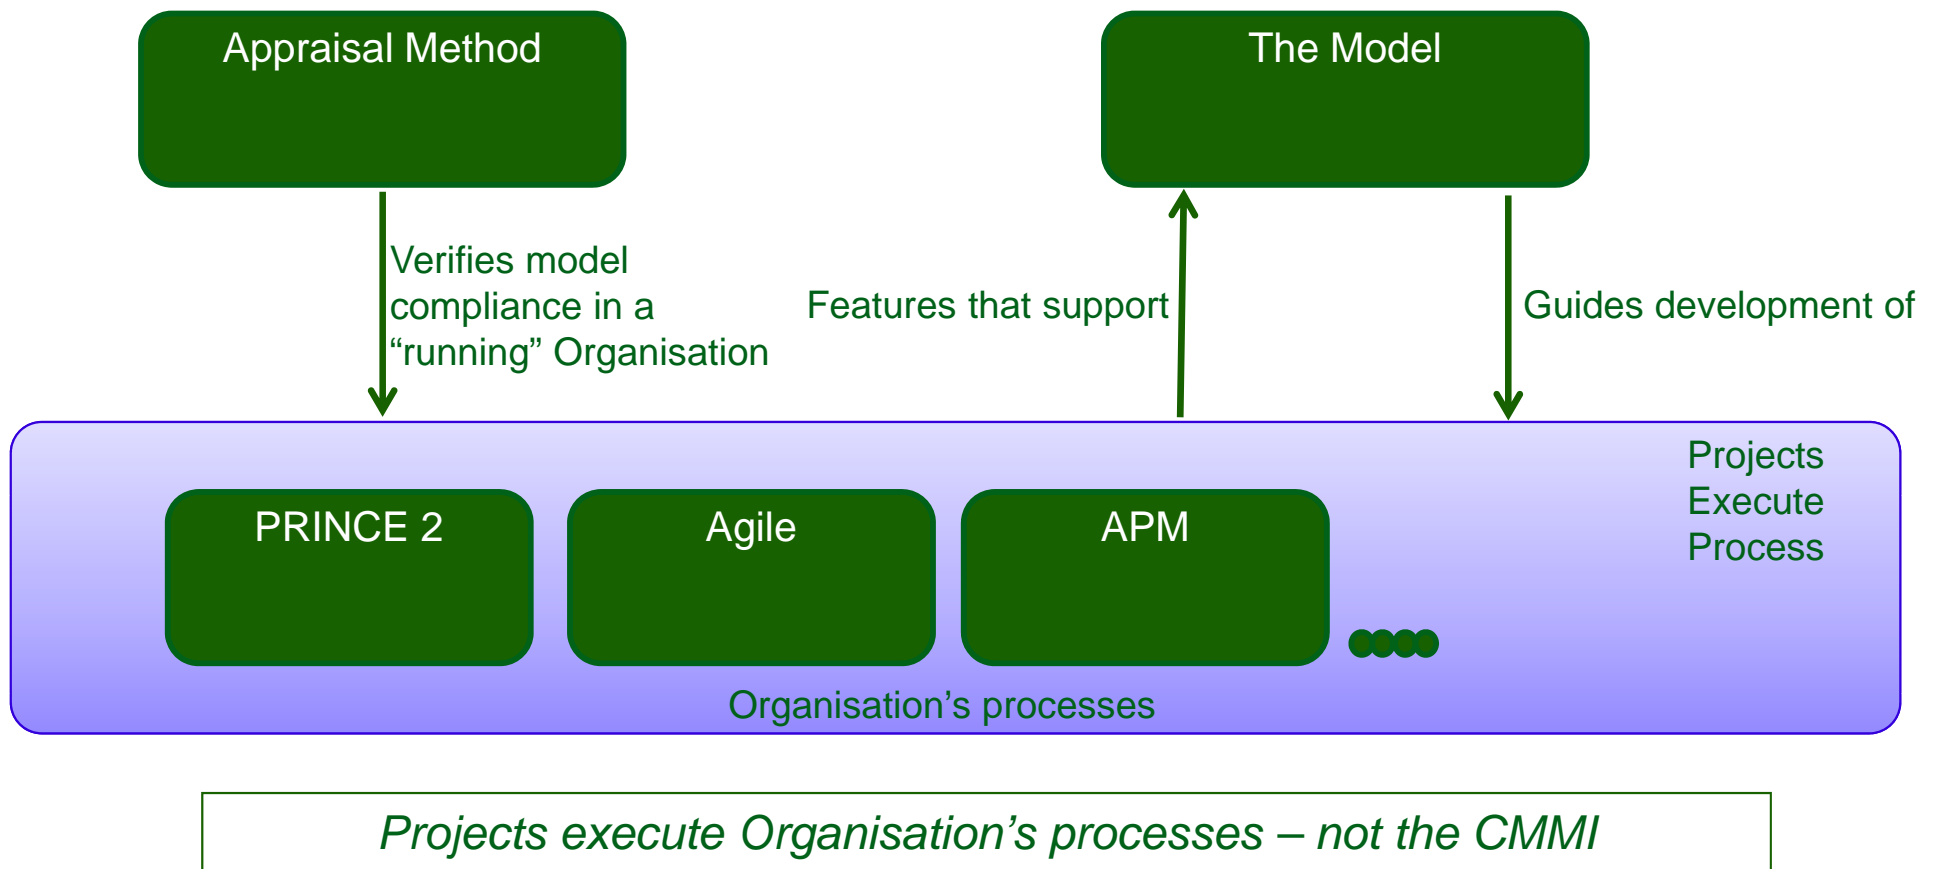 Appraisal Method
The Model
Verifies model
compliance in a
“running” Organisation
Features that support
Guides development of
Projects
Execute
Process
PRINCE 2
Agile
APM
Organisation’s processes
Projects execute Organisation’s processes – not the CMMI